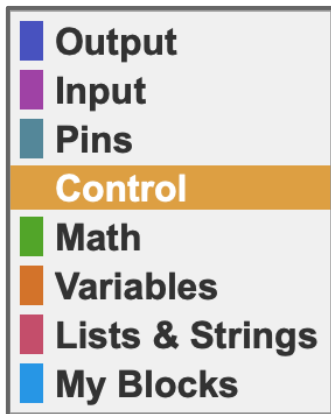 Output
Input
Pins
Control
Math
Variables
Lists & Strings
My Blocks